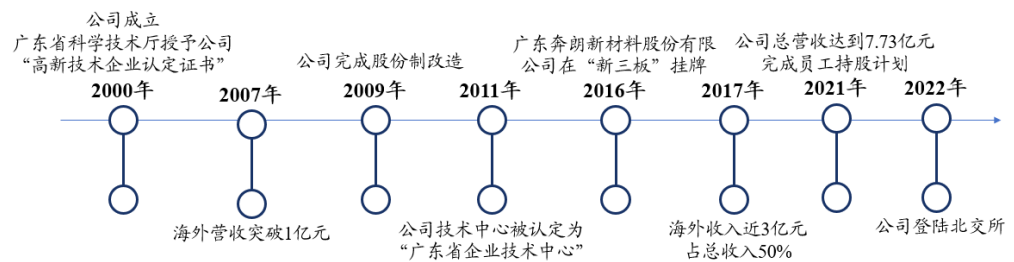 公司成立
广东省科学技术厅授予公司
“高新技术企业认定证书”
2000年
2007年
海外营收突破1亿元
公司完成股份制改造
2009年
2011年
公司技术中心被认定为
“广东省企业技术中心”
广东奔朗新材料股份有限
公司在“新三板”挂牌
2016年
2017年
海外收入近3亿元
占总收入50%
公司总营收达到7.73亿元
完成员工持股计划
2021年
2022年
公司登陆北交所